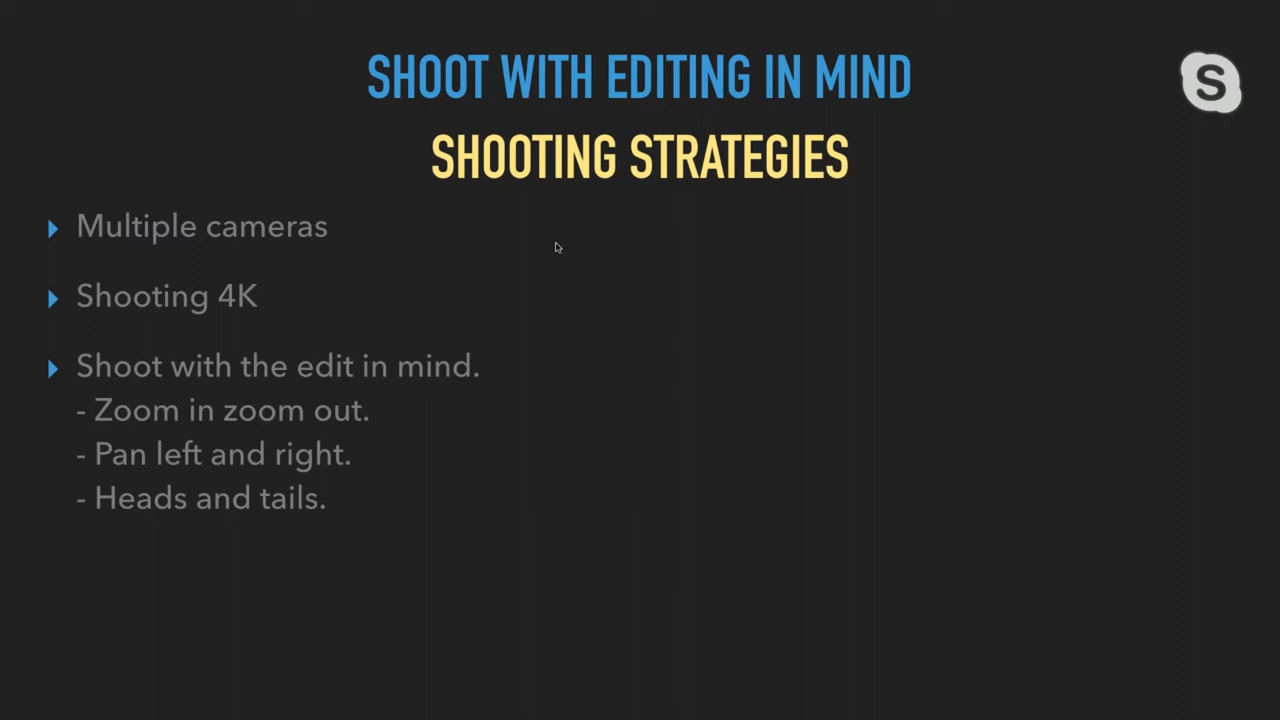 SHOOT WITH EDITING IN MIND
S
SHOOTING STRATEGIES
Multiple cameras
Shooting 4K
Shoot with the edit in mind.
- Zoom in zoom out.
- Pan left and right.
- Heads and tails.